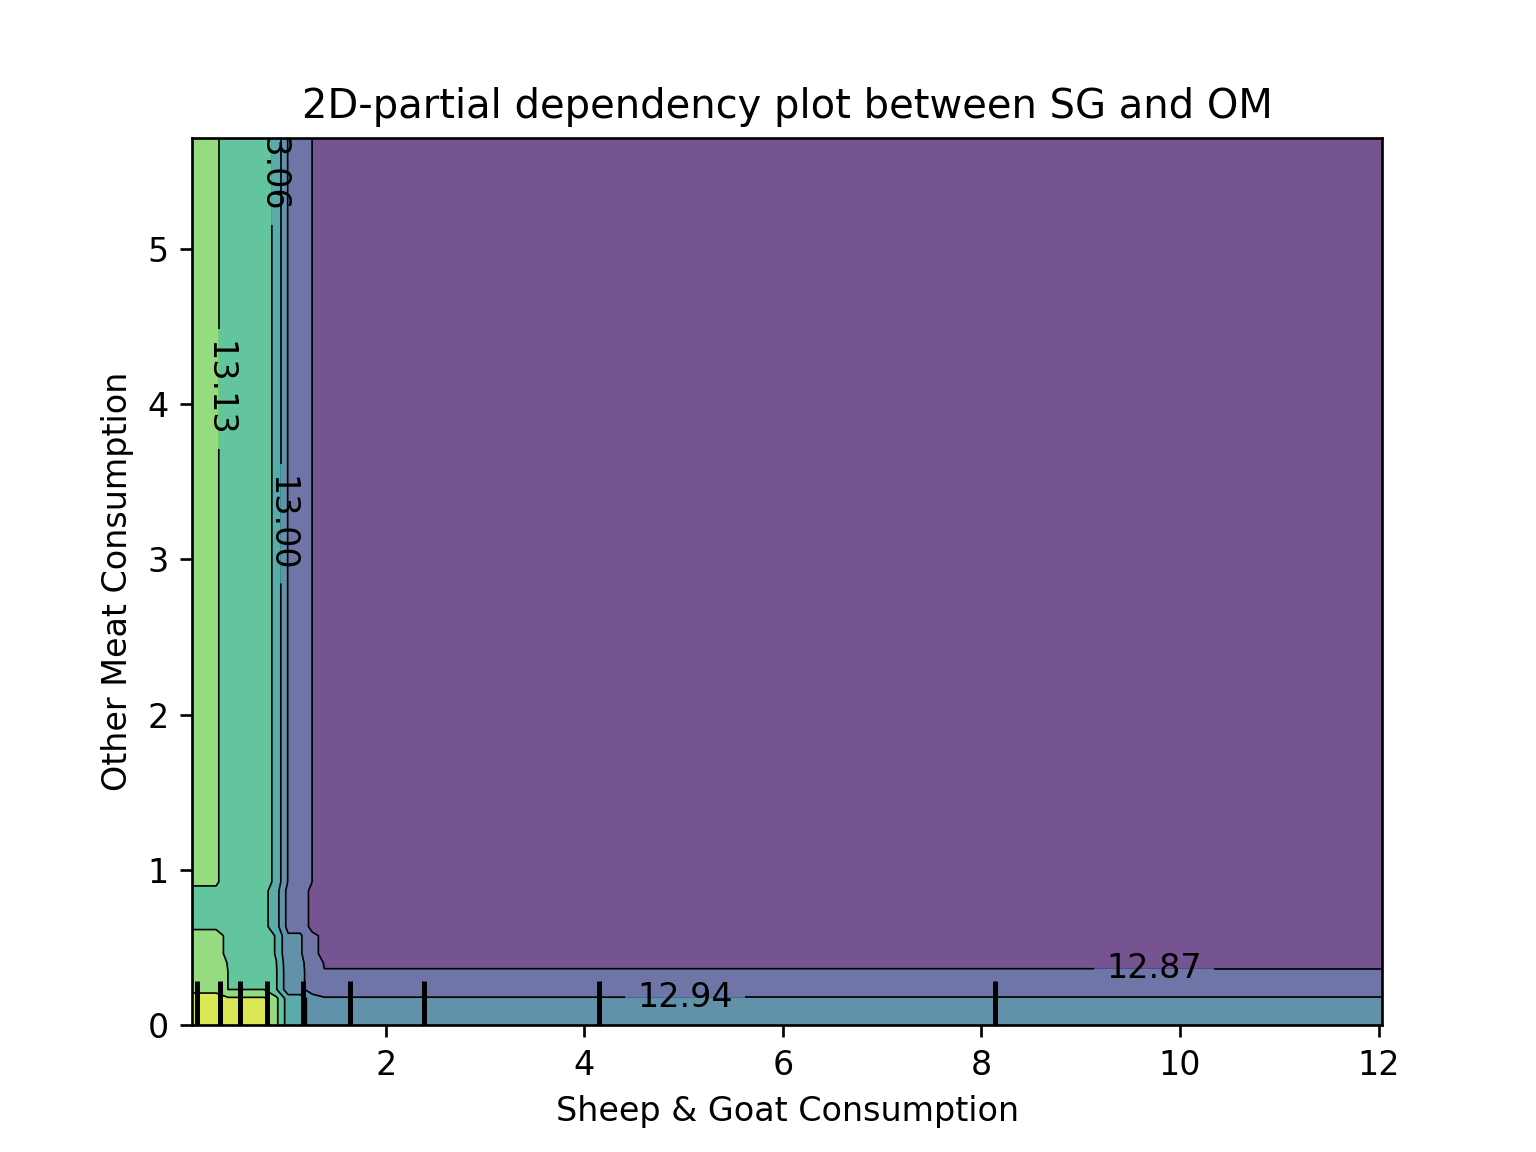 2D-partial dependency plot between SG and OM
3.06
5
13.13
4
13.00
3
2
1
12.87
12.94
0
2 4 6 8 10 12
Other Meat Consumption
Sheep & Goat Consumption